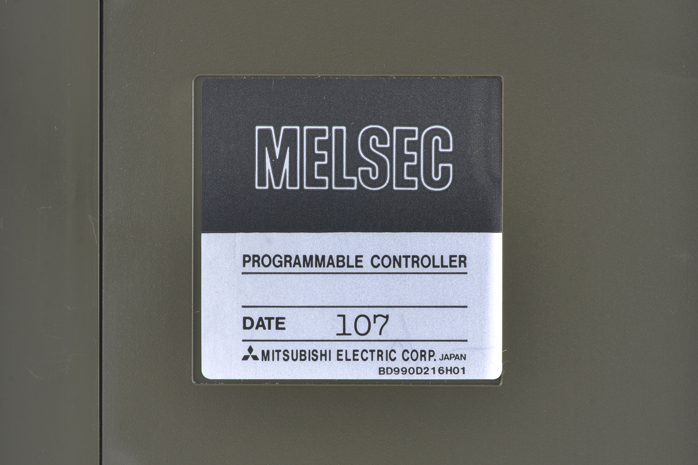 MELSEC
PROGRAMMABLE CONTROLLER
DATE 107
MITSUBISHI ELECTRIC CORP. JAPAN
BD990D216H01